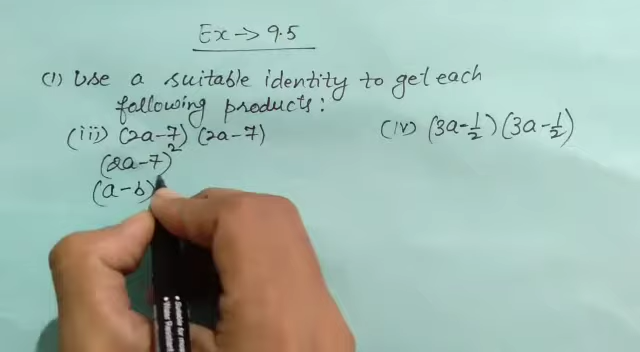 Ex → 9.5
(1) Use a suitable identity to get each
following products:
(iii) (2a-7) (2a-7)
(2a-7)²
(a-b)
(iv) (3a-1/2) (3a-1/2)